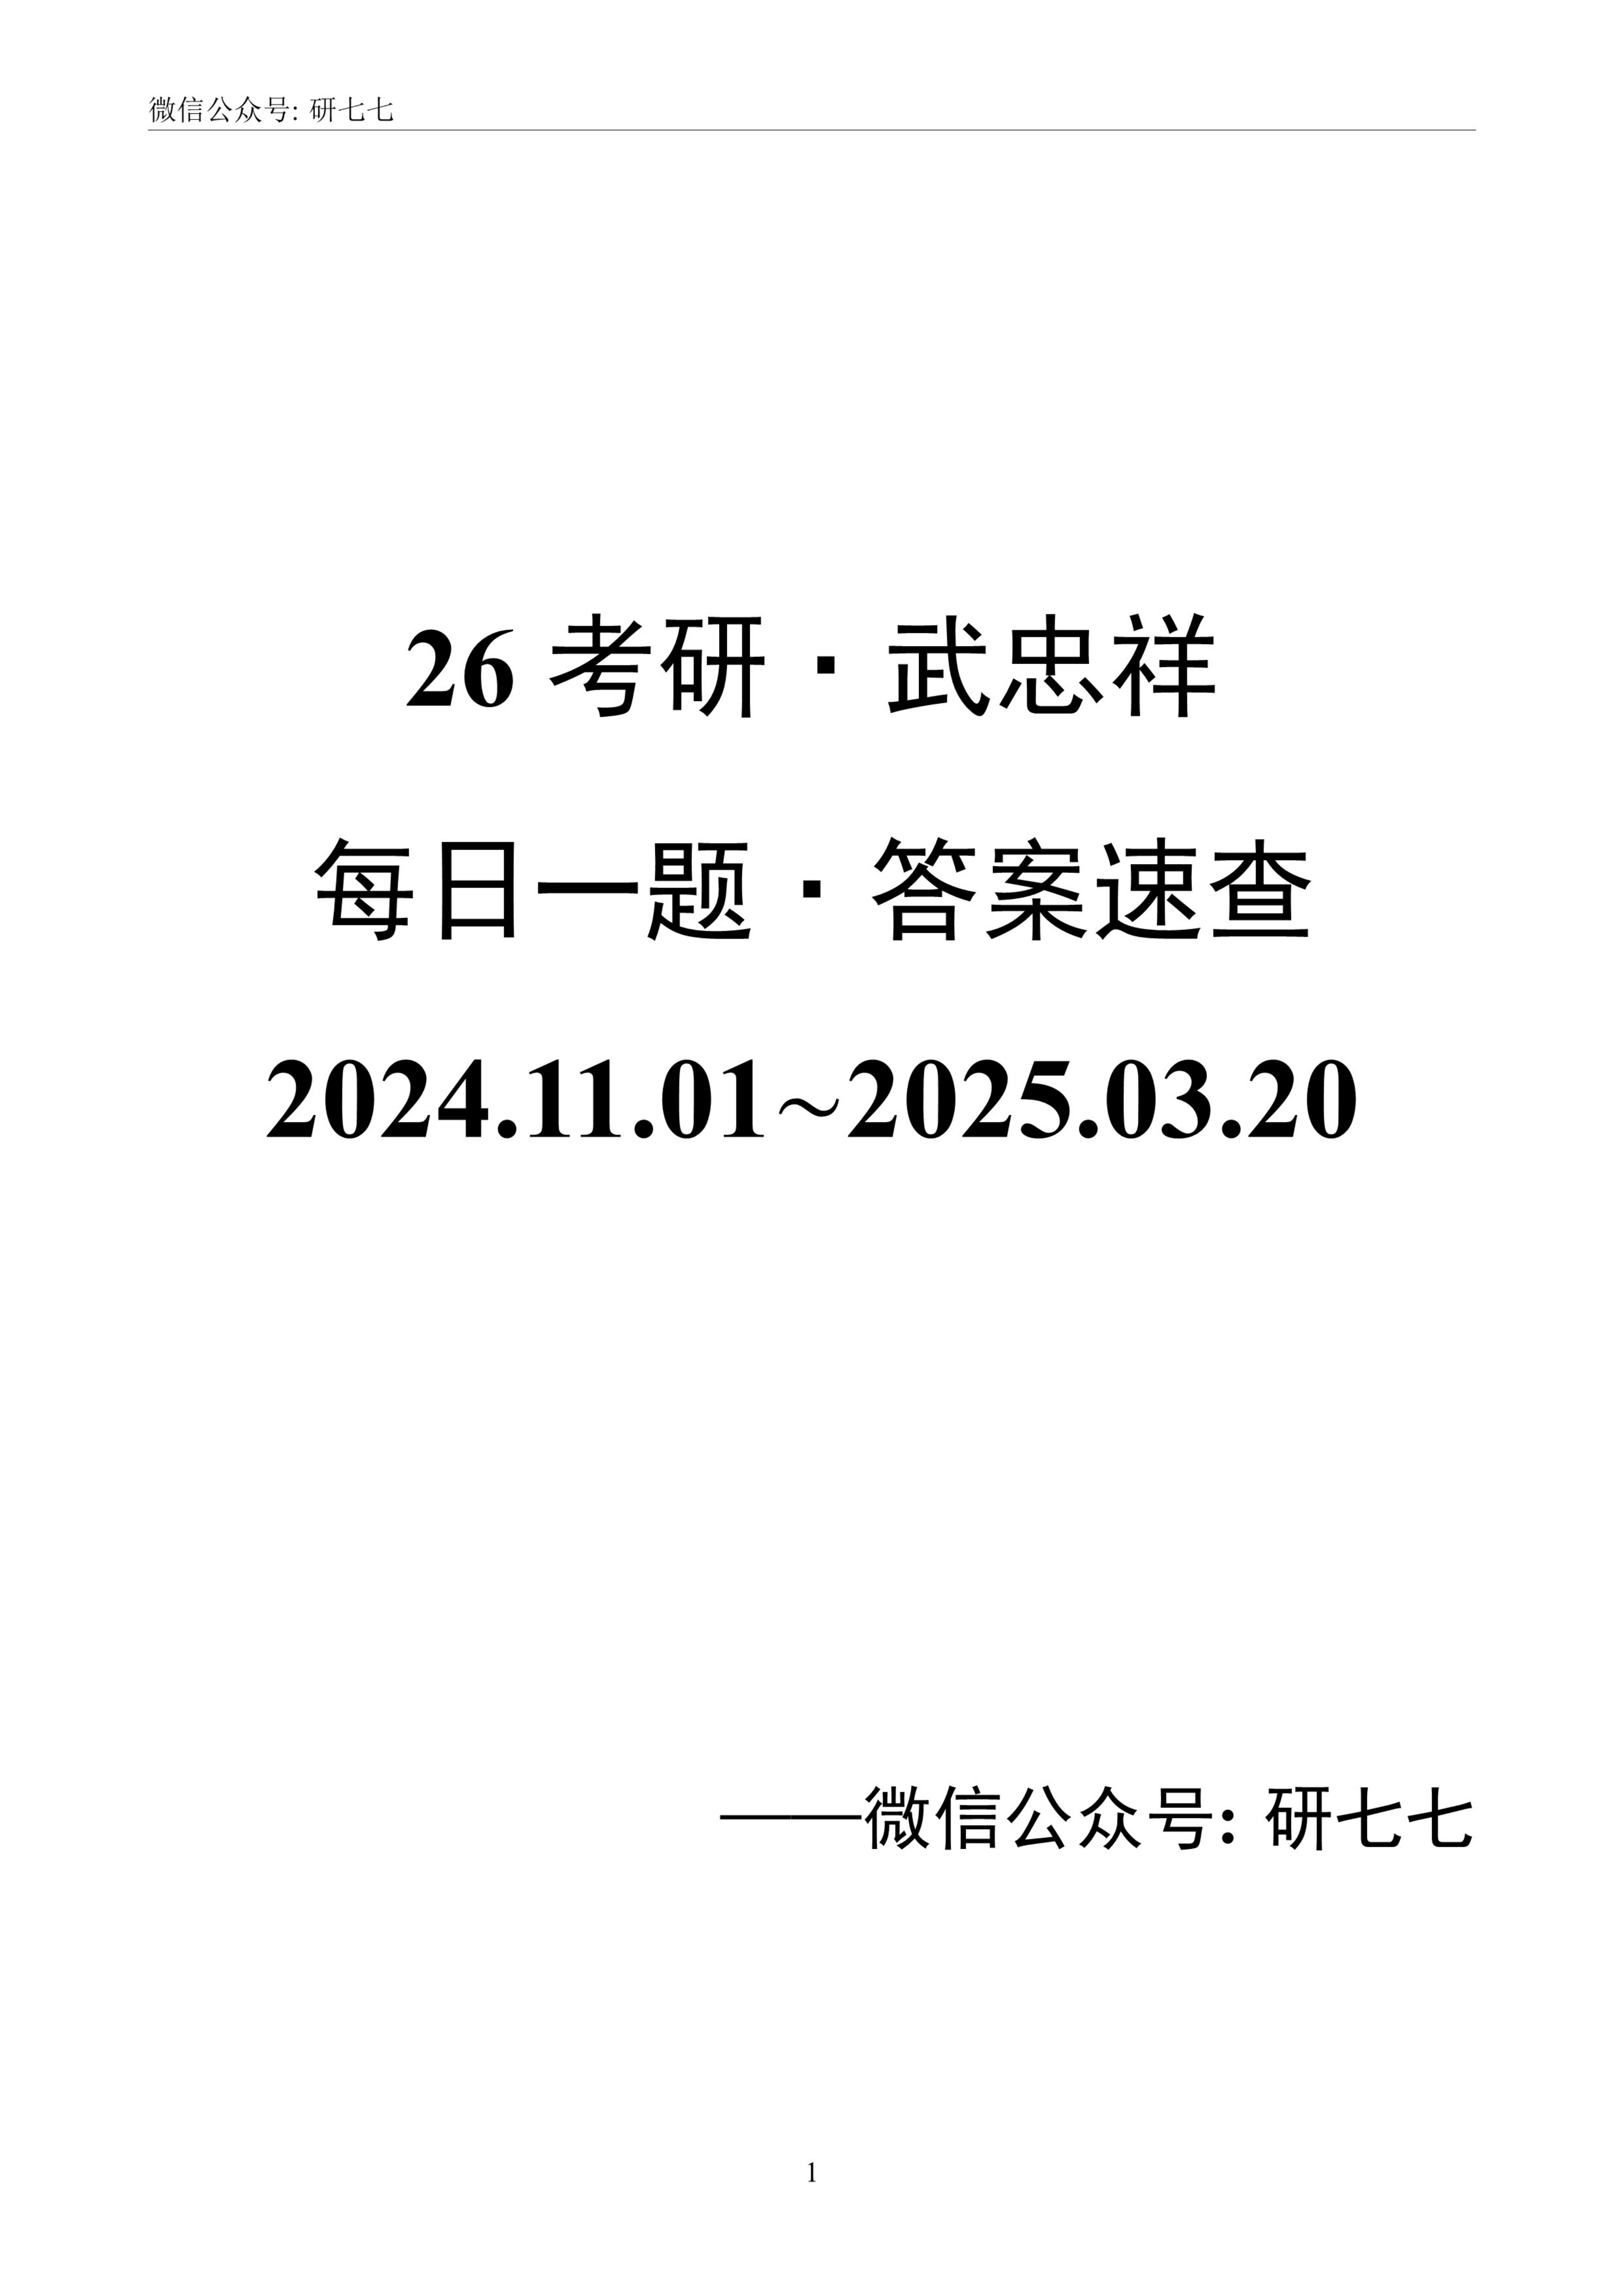 微信公众号：研七七
26 考研 · 武忠祥
每日一题 · 答案速查
2024.11.01~2025.03.20
——微信公众号：研七七
1